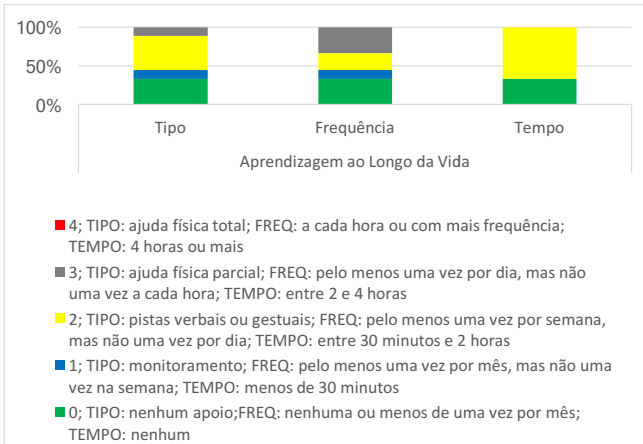 100%
50%
0%
Tipo
Frequência
Tempo
Aprendizagem ao Longo da Vida
4; TIPO: ajuda física total; FREQ: a cada hora ou com mais frequência;
TEMPO: 4 horas ou mais
3; TIPO: ajuda física parcial; FREQ: pelo menos uma vez por dia, mas não
uma vez a cada hora; TEMPO: entre 2 e 4 horas
2; TIPO: pistas verbais ou gestuais; FREQ: pelo menos uma vez por semana,
mas não uma vez por dia; TEMPO: entre 30 minutos e 2 horas
1; TIPO: monitoramento; FREQ: pelo menos uma vez por mês, mas não uma
vez na semana; TEMPO: menos de 30 minutos
0; TIPO: nenhum apoio;FREQ: nenhuma ou menos de uma vez por mês;
TEMPO: nenhum